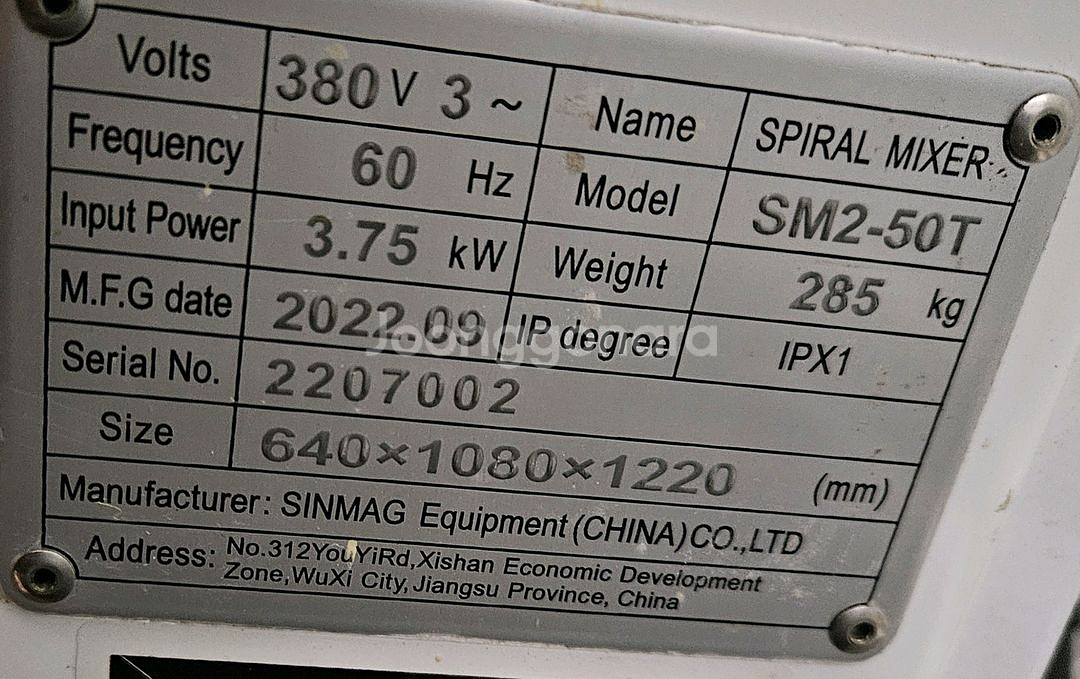 Volts 380V 3~ Name SPIRAL MIXER
Frequency 60 Hz Model SM2-50T
Input Power 3.75 kW Weight 285 kg
M.F.G date 2022.09 IP degree IPX1
Serial No. 2207002
Size 640×1080×1220 (mm)
Manufacturer: SINMAG Equipment(CHINA)CO.,LTD
Address: No.312YouYiRd,Xishan Economic Development
Zone,WuXi City,Jiangsu Province, China
Joonggonara